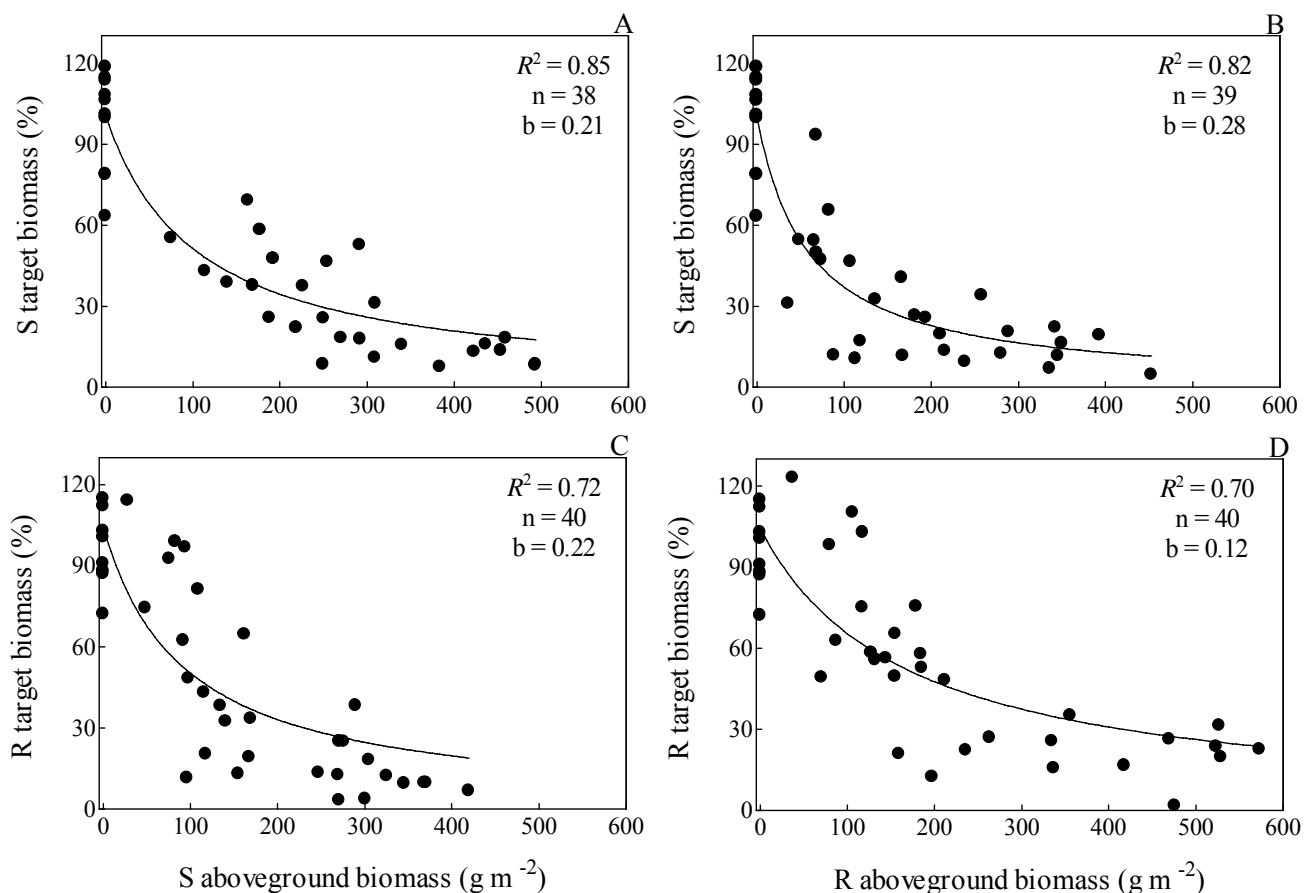 A
R² = 0.85
n = 38
b = 0.21
S target biomass (%)
120
90
60
30
0
0 100 200 300 400 500 600
B
R² = 0.82
n = 39
b = 0.28
S target biomass (%)
120
90
60
30
0
0 100 200 300 400 500 600
C
R² = 0.72
n = 40
b = 0.22
R target biomass (%)
120
90
60
30
0
0 100 200 300 400 500 600
S aboveground biomass (g m⁻²)
D
R² = 0.70
n = 40
b = 0.12
R target biomass (%)
120
90
60
30
0
0 100 200 300 400 500 600
R aboveground biomass (g m⁻²)